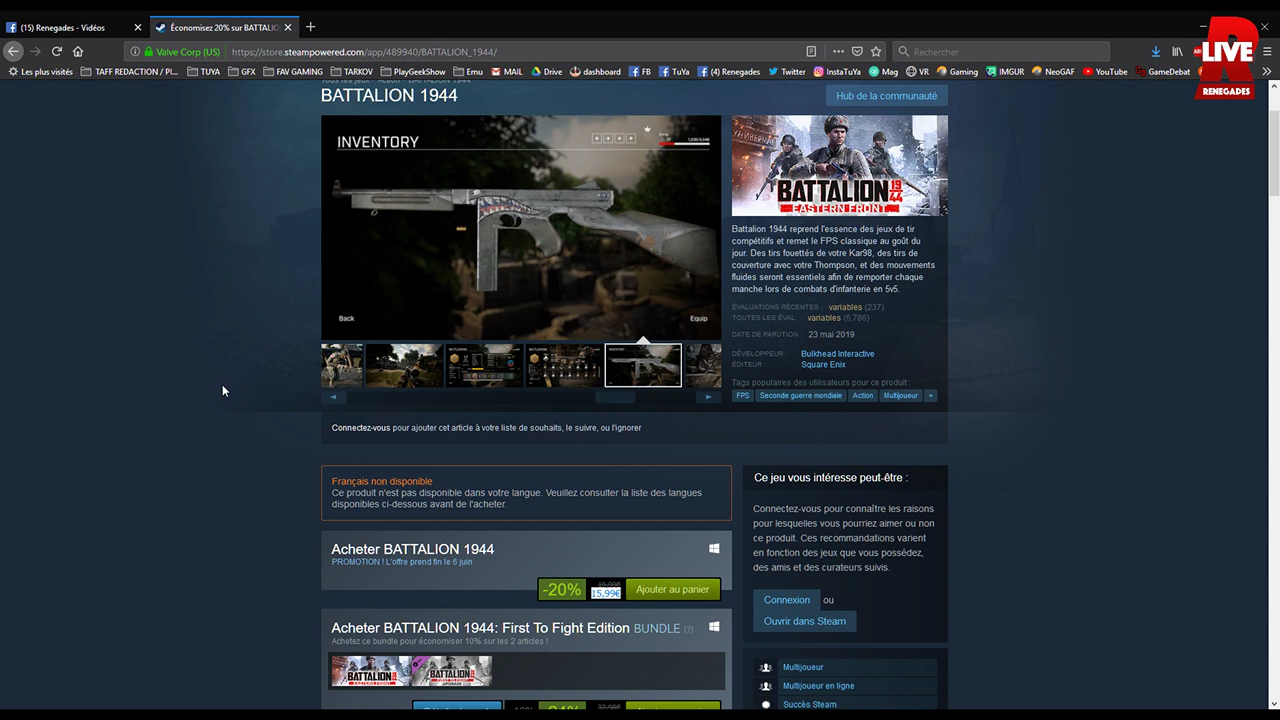 (15) Renegades - Vidéos
Économisez 20% sur BATTALIO
Valve Corp (US)
https://store.steampowered.com/app/489940/BATTALION_1944/
Rechercher
LIVE
RENEGADES
Les plus visités
TAFF REDACTION / PI...
TUYA
GFX
FAV GAMING
TARKOV
PlayGeekShow
Emu
MAIL
Drive
dashboard
FB
TuYa
(4) Renegades
Twitter
InstaTuYa
Mag
VR
Gaming
IMGUR
NeoGAF
YouTube
GameDebat
BATTALION 1944
Hub de la communauté
INVENTORY
Back
Equip
BATTALION 1944
EASTERN FRONT
Battalion 1944 reprend l'essence des jeux de tir
compétitifs et remet le FPS classique au goût du
jour. Des tirs fouettés de votre Kar98, des tirs de
couverture avec votre Thompson, et des mouvements
fluides seront essentiels afin de remporter chaque
manche lors de combats d'infanterie en 5v5.
ÉVALUATIONS RÉCENTES : variables (237)
TOUTES LES ÉVAL. : variables (6,786)
DATE DE PARUTION : 23 mai 2019
DÉVELOPPEUR : Bulkhead Interactive
ÉDITEUR : Square Enix
Tags populaires des utilisateurs pour ce produit :
FPS
Seconde guerre mondiale
Action
Multijoueur
+
Connectez-vous pour ajouter cet article à votre liste de souhaits, le suivre, ou l'ignorer
Français non disponible
Ce produit n'est pas disponible dans votre langue. Veuillez consulter la liste des langues
disponibles ci-dessous avant de l'acheter.
Acheter BATTALION 1944
PROMOTION ! L'offre prend fin le 6 juin
-20%
19,99€
15,99€
Ajouter au panier
Acheter BATTALION 1944: First To Fight Edition BUNDLE (?)
Achetez ce bundle pour économiser 10% sur les 2 articles !
BATTALION
EASTERN FRONT
BATTALION
Ce jeu vous intéresse peut-être :
Connectez-vous pour connaître les raisons
pour lesquelles vous pourriez aimer ou non
ce produit. Ces recommandations varient
en fonction des jeux que vous possédez,
des amis et des curateurs suivis.
Connexion ou
Ouvrir dans Steam
Multijoueur
Multijoueur en ligne
Succès Steam